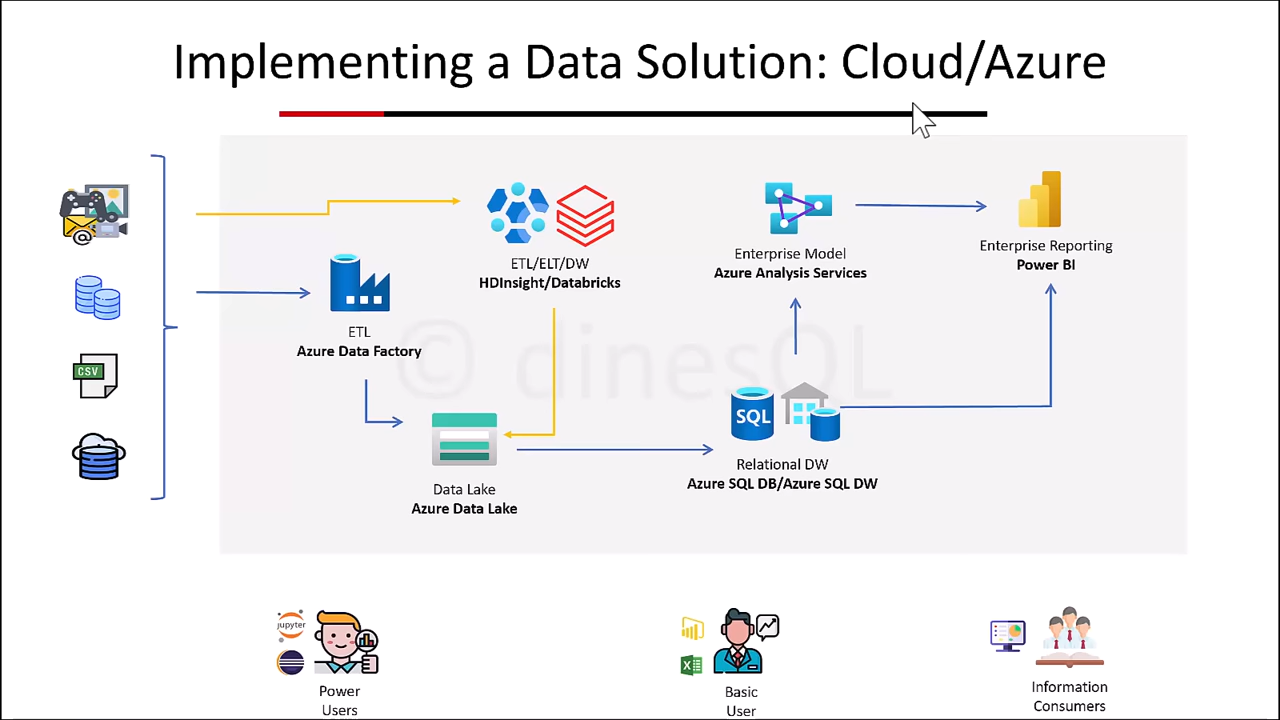 Implementing a Data Solution: Cloud/Azure
@
CSV
ETL
Azure Data Factory
ETL/ELT/DW
HDInsight/Databricks
Data Lake
Azure Data Lake
Enterprise Model
Azure Analysis Services
SQL
Relational DW
Azure SQL DB/Azure SQL DW
Enterprise Reporting
Power BI
© dinesQL
jupyter
Power
Users
X
Basic
User
Information
Consumers